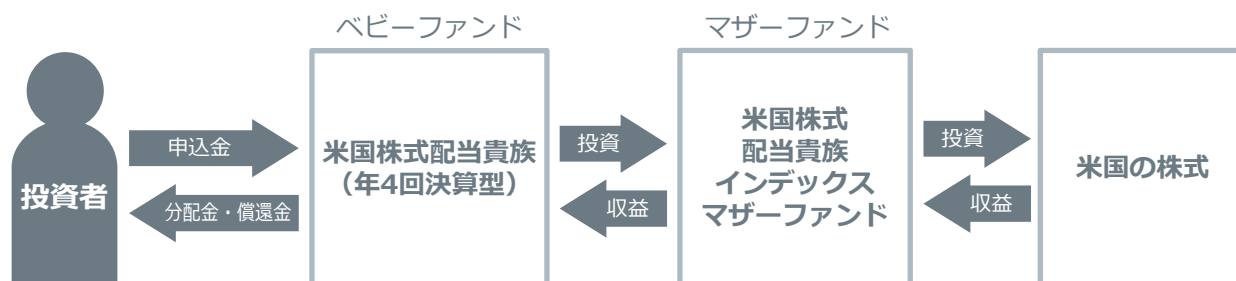 ベビーファンド
マザーファンド
投資者
申込金
分配金・償還金
米国株式配当貴族
（年4回決算型）
投資
収益
米国株式
配当貴族
インデックス
マザーファンド
投資
収益
米国の株式